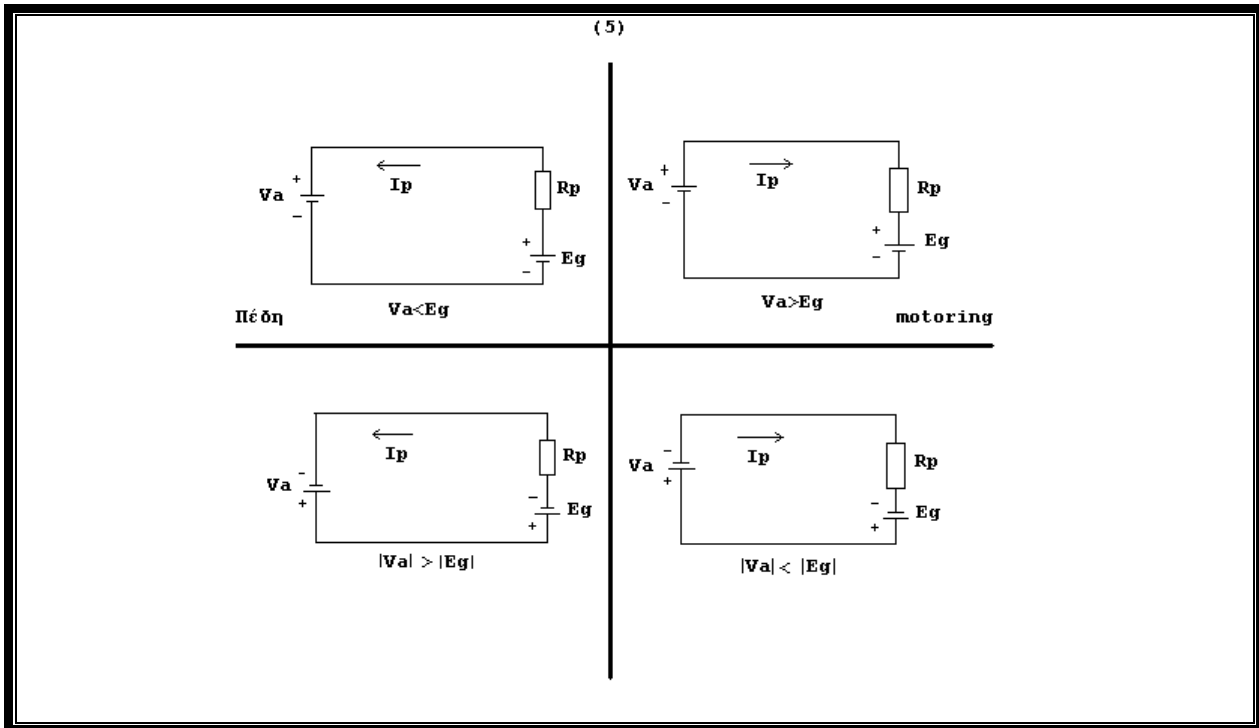 (5)
+
Va
−
Ip
Rp
+
Eg
−
Va<Eg
Πέδη
+
Va
−
Ip
Rp
+
Eg
−
Va>Eg
motoring
−
Va
+
Ip
Rp
−
Eg
+
|Va| > |Eg|
−
Va
+
Ip
Rp
−
Eg
+
|Va| < |Eg|